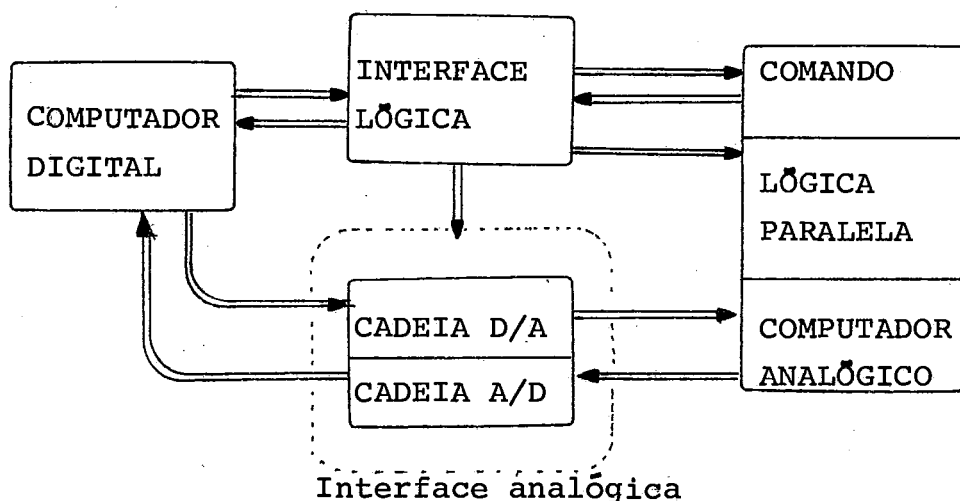 COMPUTADOR
DIGITAL
INTERFACE
LÓGICA
COMANDO
LÓGICA
PARALELA
COMPUTADOR
ANALÓGICO
CADEIA D/A
CADEIA A/D
Interface analógica